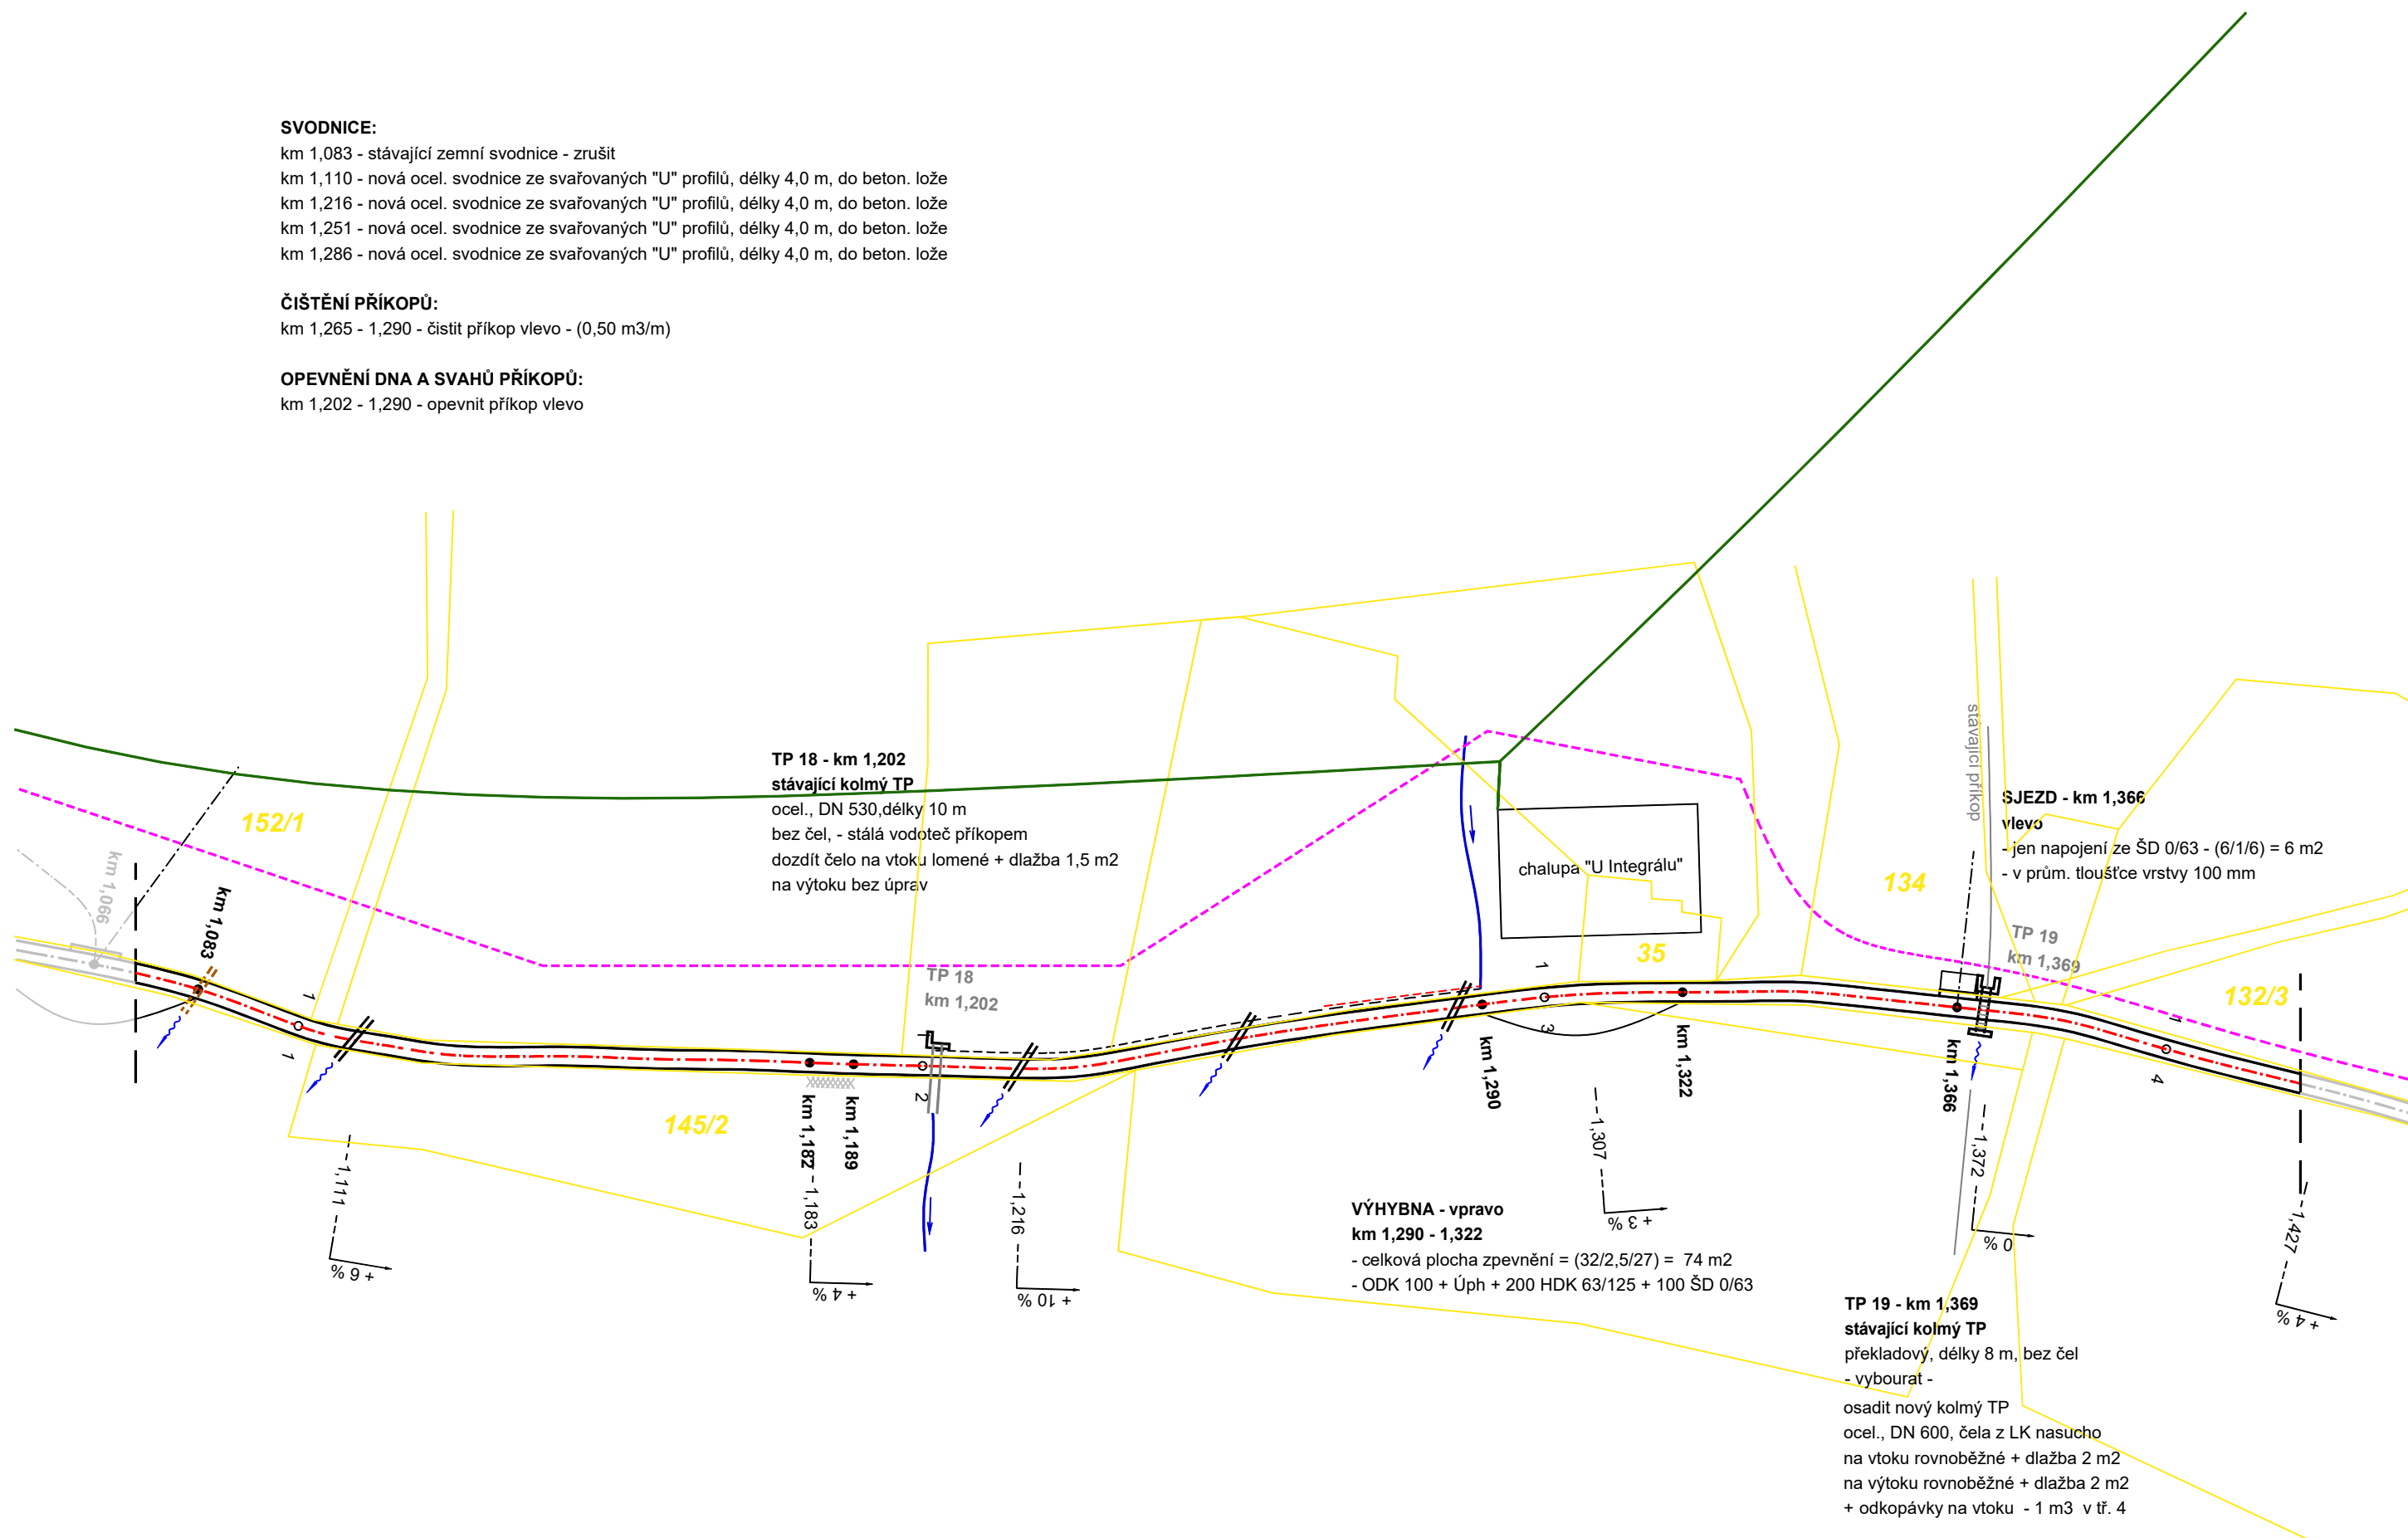 SVODNICE:
km 1,083 - stávající zemní svodnice - zrušit
km 1,110 - nová ocel. svodnice ze svařovaných "U" profilů, délky 4,0 m, do beton. lože
km 1,216 - nová ocel. svodnice ze svařovaných "U" profilů, délky 4,0 m, do beton. lože
km 1,251 - nová ocel. svodnice ze svařovaných "U" profilů, délky 4,0 m, do beton. lože
km 1,286 - nová ocel. svodnice ze svařovaných "U" profilů, délky 4,0 m, do beton. lože
ČIŠTĚNÍ PŘÍKOPŮ:
km 1,265 - 1,290 - čistit příkop vlevo - (0,50 m3/m)
OPEVNĚNÍ DNA A SVAHŮ PŘÍKOPŮ:
km 1,202 - 1,290 - opevnit příkop vlevo
TP 18 - km 1,202
stávající kolmý TP
ocel., DN 530,délky 10 m
bez čel, - stálá vodoteč příkopem
dozdít čelo na vtoku lomené + dlažba 1,5 m2
na výtoku bez úprav
152/1
km 1,066
km 1,083
1
1
TP 18
km 1,202
1
2
145/2
km 1,182
km 1,189
chalupa "U Integrálu"
35
134
stávající příkop
SJEZD - km 1,366
vlevo
- jen napojení ze ŠD 0/63 - (6/1/6) = 6 m2
- v prům. tloušťce vrstvy 100 mm
TP 19
km 1,369
132/3
1
3
km 1,290
km 1,322
km 1,366
1
4
1,111
+ 6 %
1,183
+ 4 %
1,216
+ 10 %
1,307
+ 3 %
1,372
0 %
1,427
+ 4 %
VÝHYBNA - vpravo
km 1,290 - 1,322
- celková plocha zpevnění = (32/2,5/27) = 74 m2
- ODK 100 + Úph + 200 HDK 63/125 + 100 ŠD 0/63
TP 19 - km 1,369
stávající kolmý TP
překladový, délky 8 m, bez čel
- vybourat -
osadit nový kolmý TP
ocel., DN 600, čela z LK nasucho
na vtoku rovnoběžné + dlažba 2 m2
na výtoku rovnoběžné + dlažba 2 m2
+ odkopávky na vtoku - 1 m3 v tř. 4